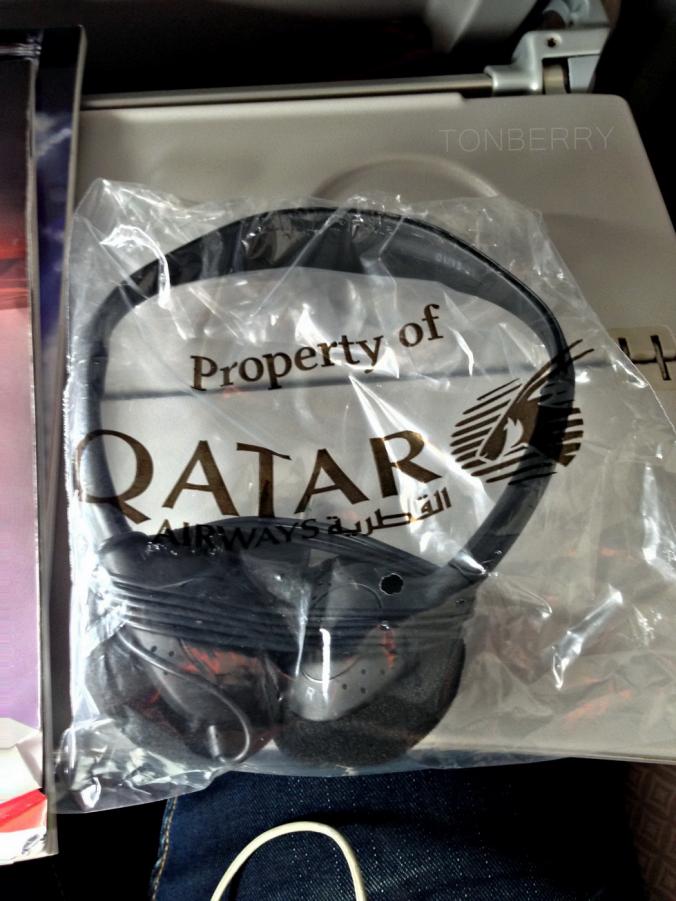 TONBERRY
Property of
QATAR
AIRWAYS القطرية
R